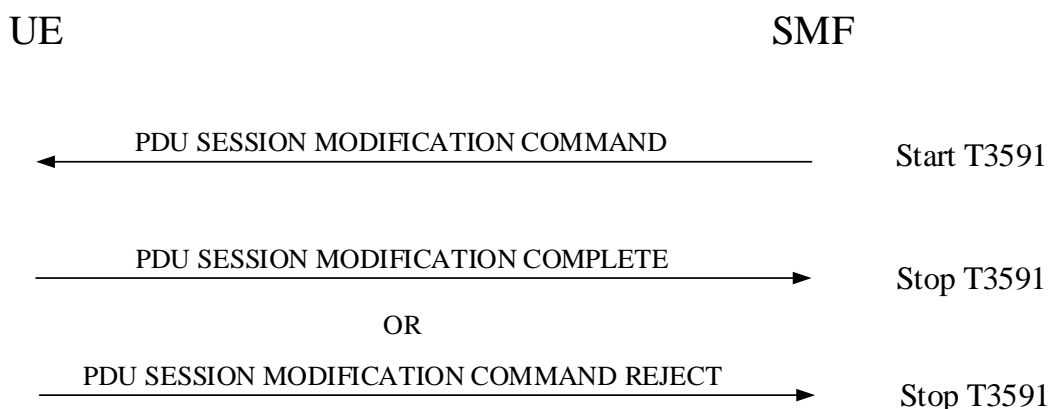 UE
SMF
PDU SESSION MODIFICATION COMMAND
Start T3591
PDU SESSION MODIFICATION COMPLETE
Stop T3591
OR
PDU SESSION MODIFICATION COMMAND REJECT
Stop T3591